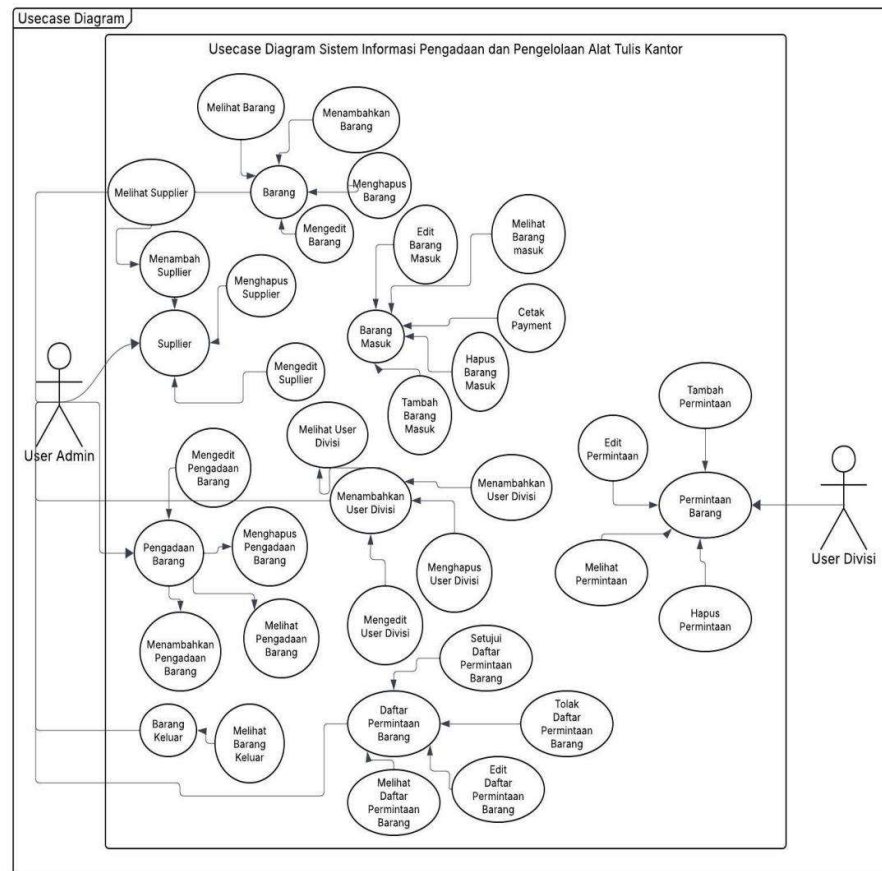 Usecase Diagram
Usecase Diagram Sistem Informasi Pengadaan dan Pengelolaan Alat Tulis Kantor
Melihat Barang
Menambahkan
Barang
Melihat Supplier
Barang
Menghapus
Barang
Mengedit
Barang
Edit
Barang
Masuk
Melihat
Barang
masuk
Menambah
Supllier
Menghapus
Supplier
Supllier
Barang
Masuk
Cetak
Payment
Hapus
Barang
Masuk
Mengedit
Supllier
Tambah
Barang
Masuk
User Admin
Tambah
Permintaan
Melihat User
Divisi
Edit
Permintaan
Mengedit
Pengadaan
Barang
Menambahkan
User Divisi
Menambahkan
User Divisi
Permintaan
Barang
User Divisi
Pengadaan
Barang
Menghapus
Pengadaan
Barang
Menghapus
User Divisi
Melihat
Permintaan
Hapus
Permintaan
Menambahkan
Pengadaan
Barang
Melihat
Pengadaan
Barang
Mengedit
User Divisi
Setujui
Daftar
Permintaan
Barang
Barang
Keluar
Melihat
Barang
Keluar
Daftar
Permintaan
Barang
Tolak
Daftar
Permintaan
Barang
Melihat
Daftar
Permintaan
Barang
Edit
Daftar
Permintaan
Barang